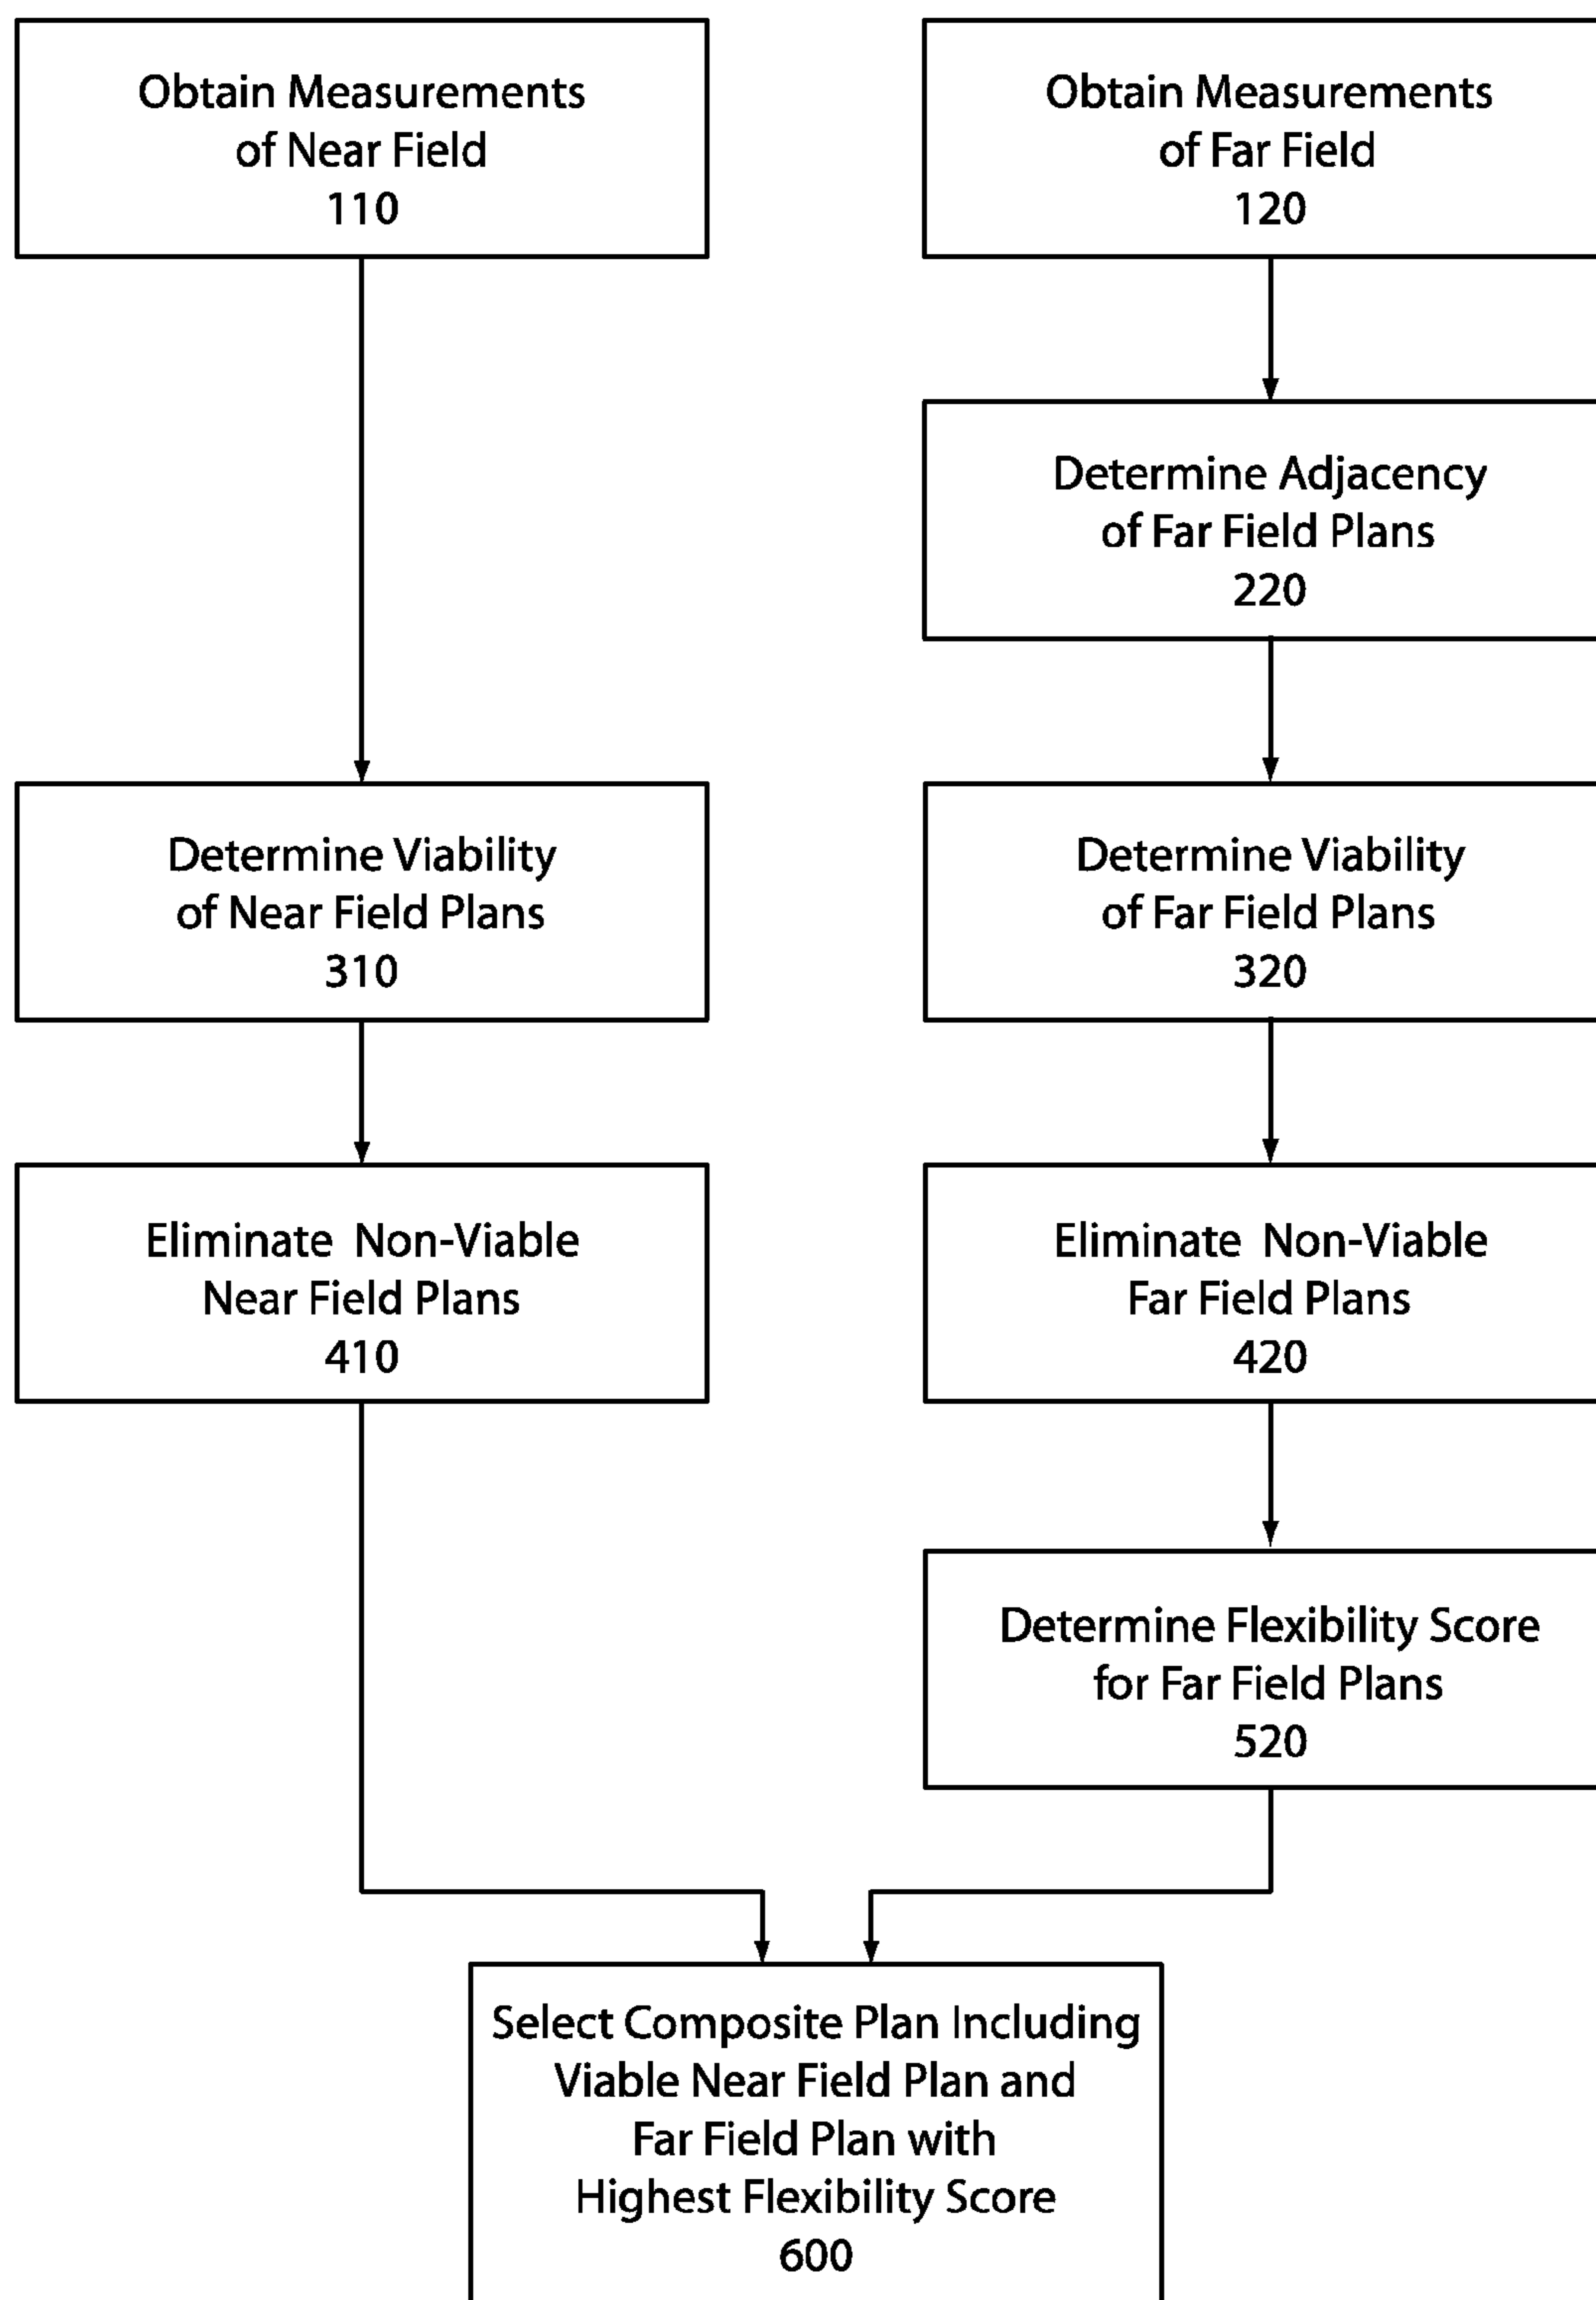 Obtain Measurements
of Near Field
110
Obtain Measurements
of Far Field
120
Determine Adjacency
of Far Field Plans
220
Determine Viability
of Near Field Plans
310
Determine Viability
of Far Field Plans
320
Eliminate Non-Viable
Near Field Plans
410
Eliminate Non-Viable
Far Field Plans
420
Determine Flexibility Score
for Far Field Plans
520
Select Composite Plan Including
Viable Near Field Plan and
Far Field Plan with
Highest Flexibility Score
600